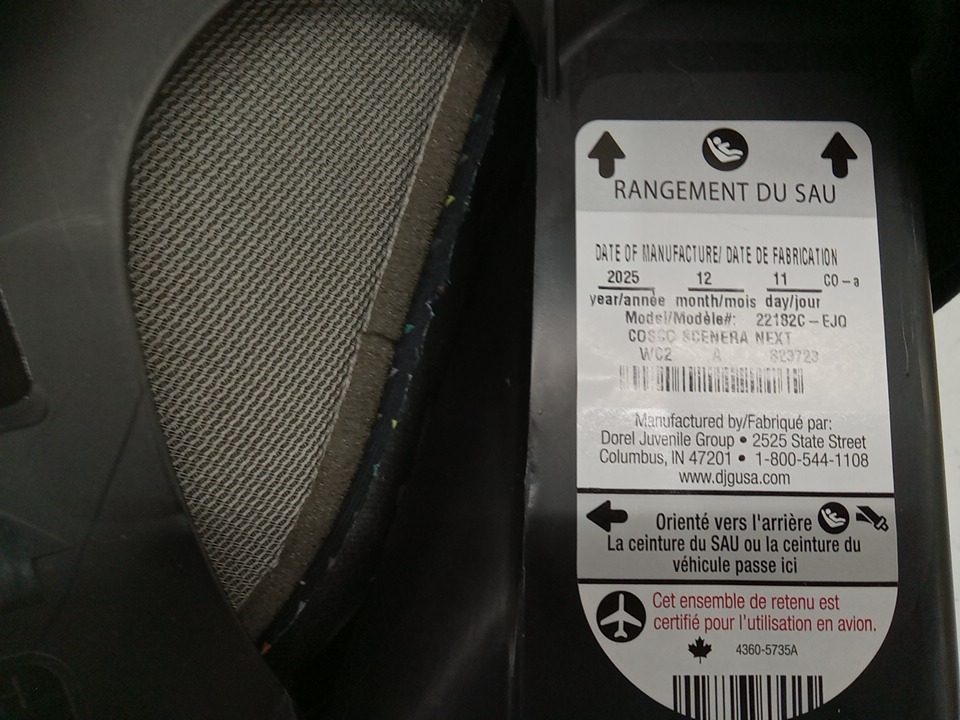 RANGEMENT DU SAU
DATE OF MANUFACTURE/ DATE DE FABRICATION
2025 12 11 CO-a
year/année month/mois day/jour
Model/Modèle#: 22182C-EJQ
COSCO SCENERA NEXT
WC2 A 823723
Manufactured by/Fabriqué par:
Dorel Juvenile Group • 2525 State Street
Columbus, IN 47201 • 1-800-544-1108
www.djgusa.com
Orienté vers l'arrière
La ceinture du SAU ou la ceinture du
véhicule passe ici
Cet ensemble de retenu est
certifié pour l'utilisation en avion.
4360-5735A